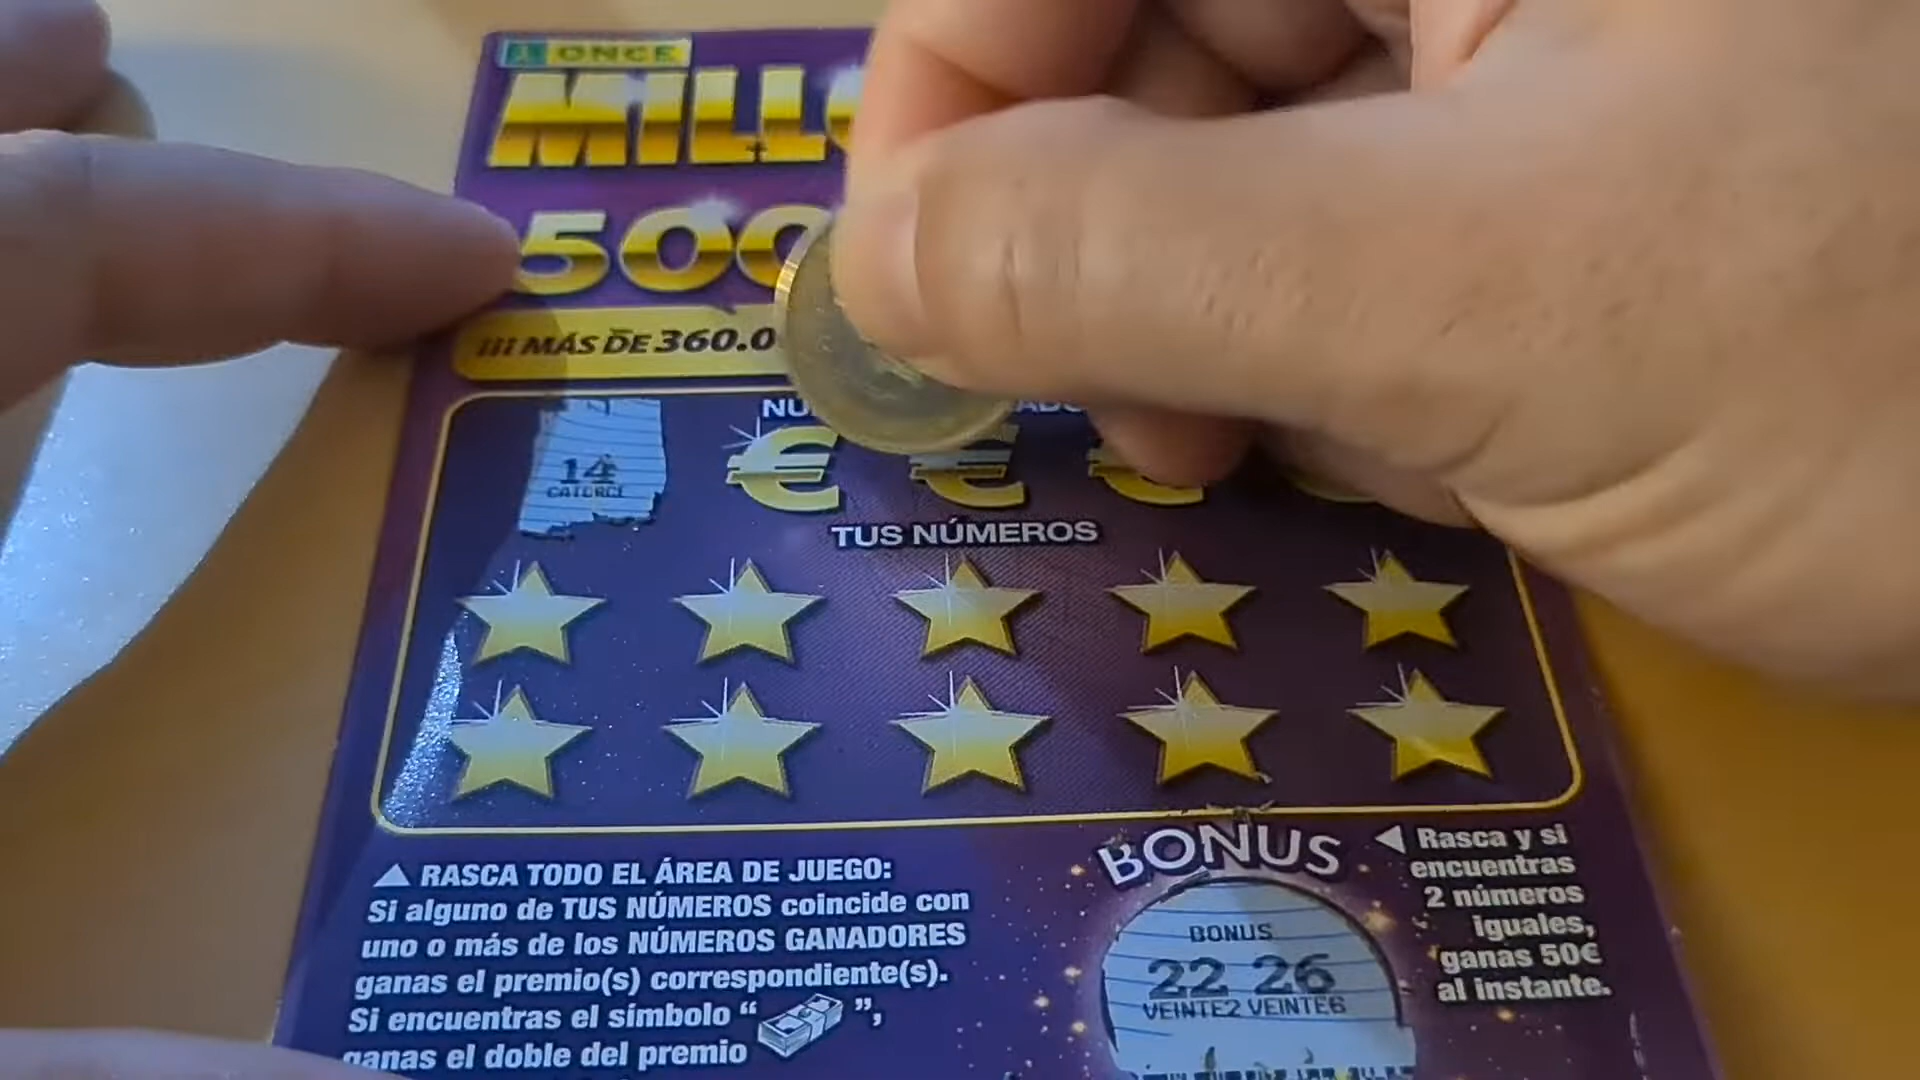 ONCE
MILL
500
¡¡¡ MÁS DE 360.0
14
CATORCE
TUS NÚMEROS
▲ RASCA TODO EL ÁREA DE JUEGO:
Si alguno de TUS NÚMEROS coincide con
uno o más de los NÚMEROS GANADORES
ganas el premio(s) correspondiente(s).
Si encuentras el símbolo “ ”,
ganas el doble del premio
BONUS
BONUS
22 26
VEINTE2 VEINTE6
◀ Rasca y si
encuentras
2 números
iguales,
ganas 50€
al instante.